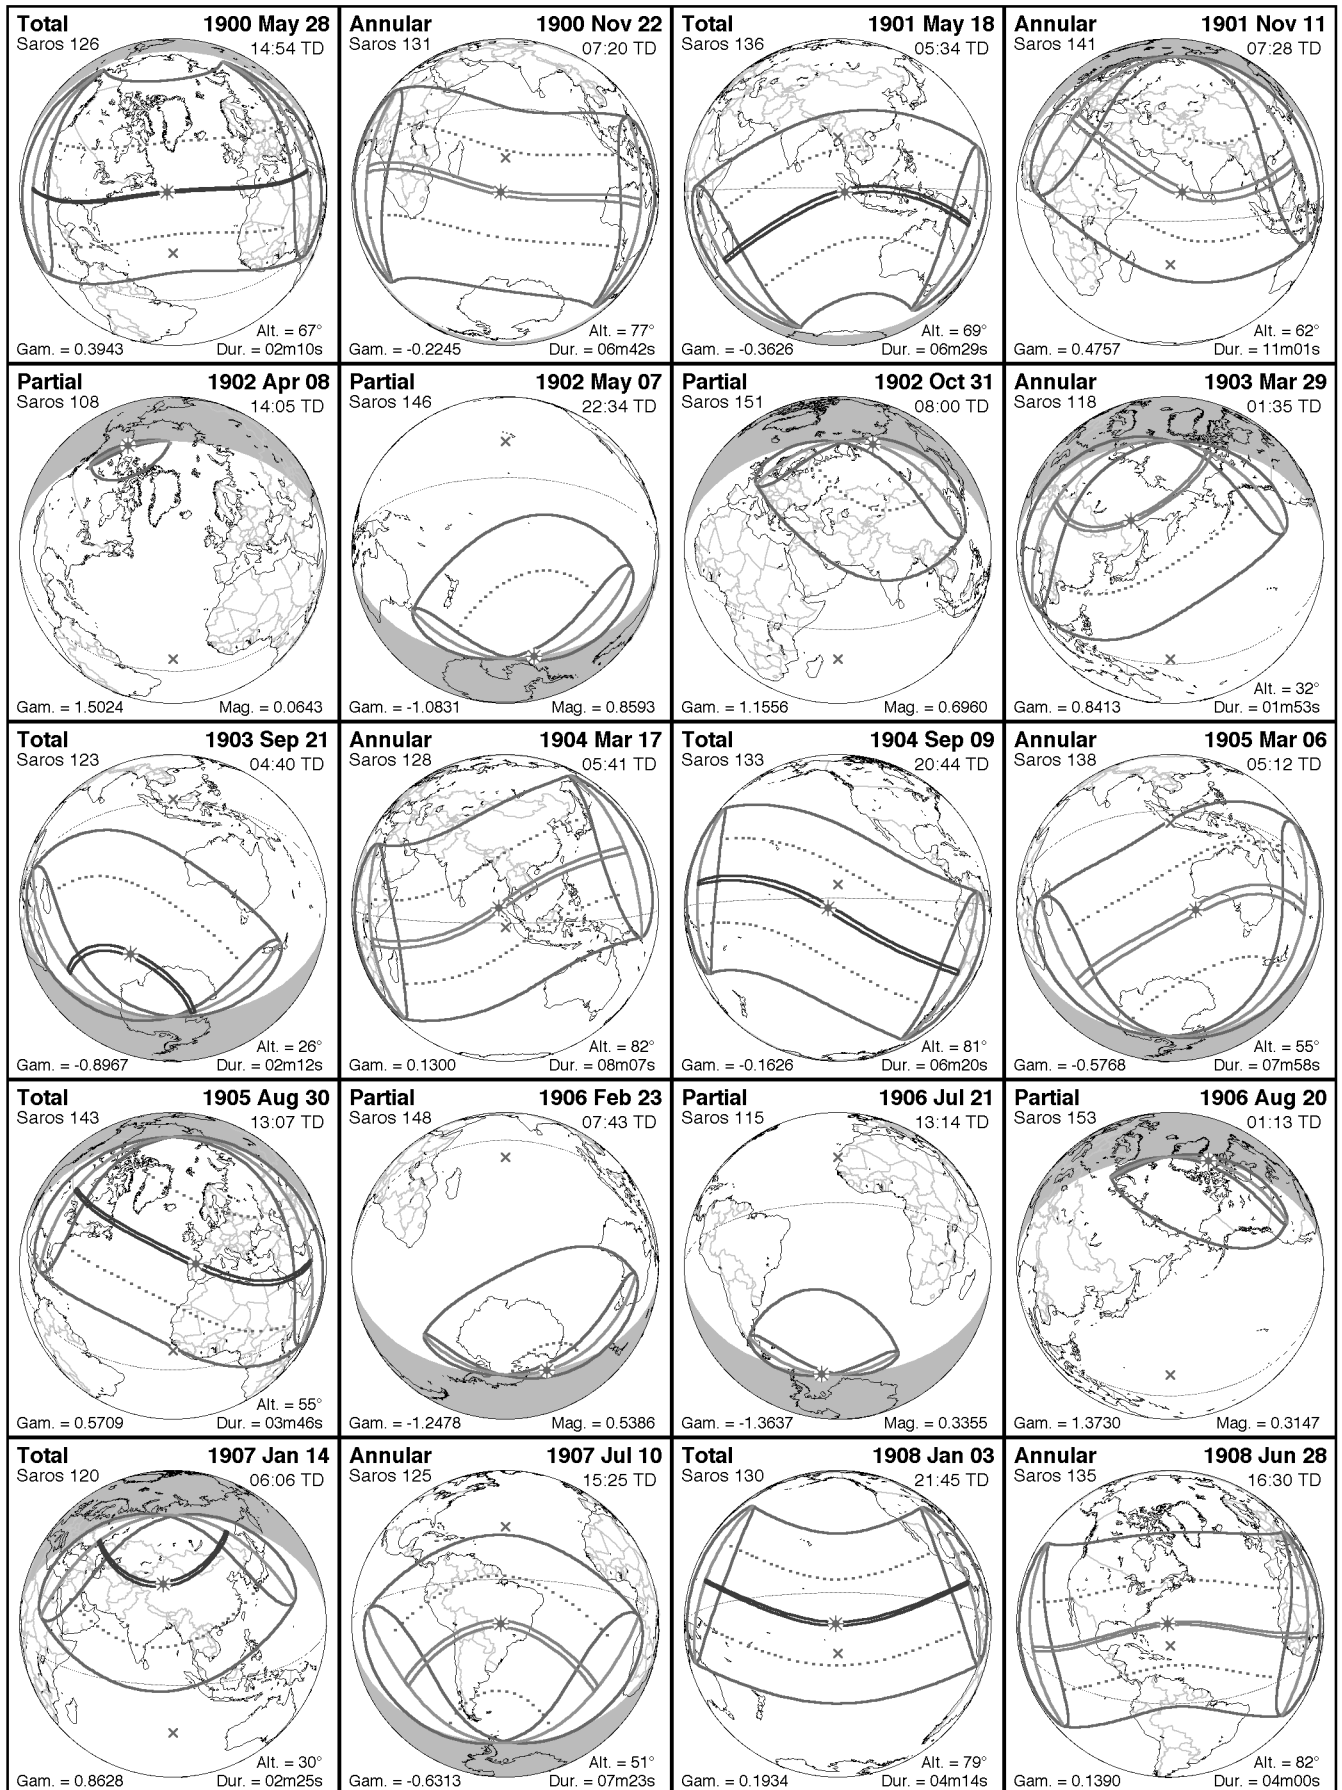 Total 1900 May 28
Saros 126 14:54 TD
Alt. = 67°
Gam. = 0.3943 Dur. = 02m10s
Annular 1900 Nov 22
Saros 131 07:20 TD
Alt. = 77°
Gam. = -0.2245 Dur. = 06m42s
Total 1901 May 18
Saros 136 05:34 TD
Alt. = 69°
Gam. = -0.3626 Dur. = 06m29s
Annular 1901 Nov 11
Saros 141 07:28 TD
Alt. = 62°
Gam. = 0.4757 Dur. = 11m01s
Partial 1902 Apr 08
Saros 108 14:05 TD
Gam. = 1.5024 Mag. = 0.0643
Partial 1902 May 07
Saros 146 22:34 TD
Gam. = -1.0831 Mag. = 0.8593
Partial 1902 Oct 31
Saros 151 08:00 TD
Gam. = 1.1556 Mag. = 0.6960
Annular 1903 Mar 29
Saros 118 01:35 TD
Alt. = 32°
Gam. = 0.8413 Dur. = 01m53s
Total 1903 Sep 21
Saros 123 04:40 TD
Alt. = 26°
Gam. = -0.8967 Dur. = 02m12s
Annular 1904 Mar 17
Saros 128 05:41 TD
Alt. = 82°
Gam. = 0.1300 Dur. = 08m07s
Total 1904 Sep 09
Saros 133 20:44 TD
Alt. = 81°
Gam. = -0.1626 Dur. = 06m20s
Annular 1905 Mar 06
Saros 138 05:12 TD
Alt. = 55°
Gam. = -0.5768 Dur. = 07m58s
Total 1905 Aug 30
Saros 143 13:07 TD
Alt. = 55°
Gam. = 0.5709 Dur. = 03m46s
Partial 1906 Feb 23
Saros 148 07:43 TD
Gam. = -1.2478 Mag. = 0.5386
Partial 1906 Jul 21
Saros 115 13:14 TD
Gam. = -1.3637 Mag. = 0.3355
Partial 1906 Aug 20
Saros 153 01:13 TD
Gam. = 1.3730 Mag. = 0.3147
Total 1907 Jan 14
Saros 120 06:06 TD
Alt. = 30°
Gam. = 0.8628 Dur. = 02m25s
Annular 1907 Jul 10
Saros 125 15:25 TD
Alt. = 51°
Gam. = -0.6313 Dur. = 07m23s
Total 1908 Jan 03
Saros 130 21:45 TD
Alt. = 79°
Gam. = 0.1934 Dur. = 04m14s
Annular 1908 Jun 28
Saros 135 16:30 TD
Alt. = 82°
Gam. = 0.1390 Dur. = 04m00s